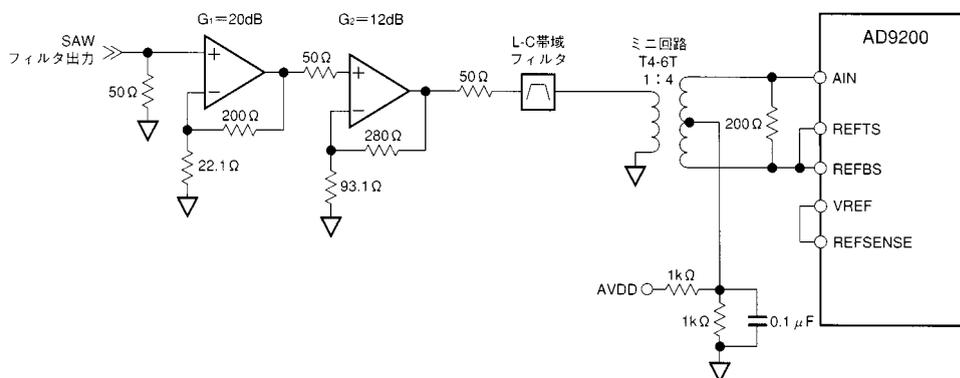 G₁=20dB
G₂=12dB
SAW
フィルタ出力
50Ω
200Ω
22.1Ω
50Ω
280Ω
93.1Ω
50Ω
L-C帯域
フィルタ
ミニ回路
T4-6T
1：4
200Ω
AD9200
AIN
REFTS
REFBS
VREF
REFSENSE
AVDD
1kΩ
1kΩ
0.1 μF